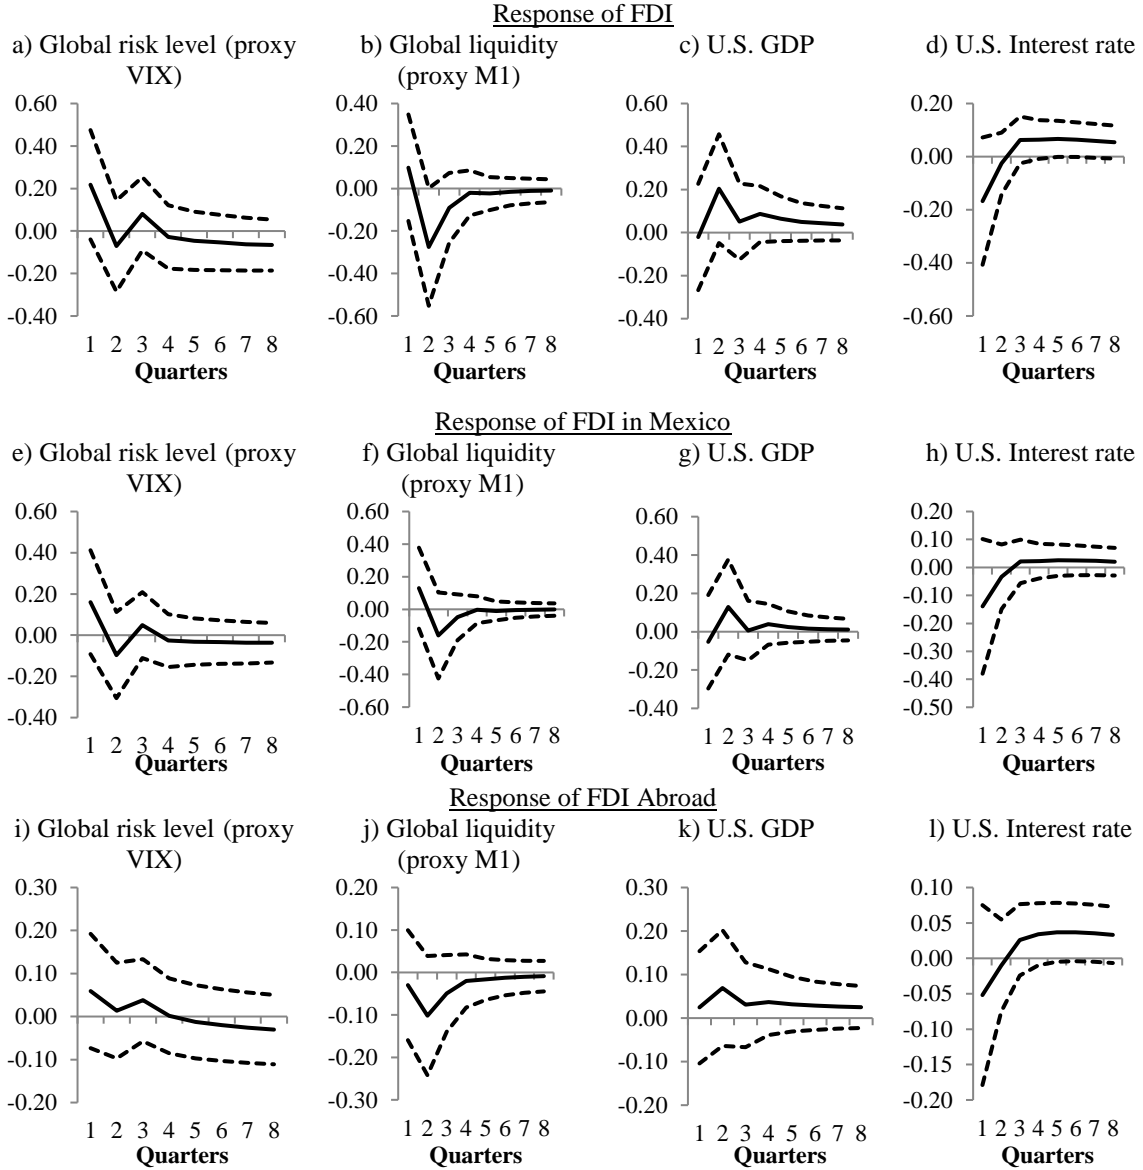 Response of FDI
a) Global risk level (proxy VIX)
b) Global liquidity (proxy M1)
c) U.S. GDP
d) U.S. Interest rate
0.60
0.40
0.20
0.00
-0.20
-0.40
1 2 3 4 5 6 7 8
Quarters
0.40
0.20
0.00
-0.20
-0.40
-0.60
1 2 3 4 5 6 7 8
Quarters
0.60
0.40
0.20
0.00
-0.20
-0.40
1 2 3 4 5 6 7 8
Quarters
0.20
0.00
-0.20
-0.40
-0.60
1 2 3 4 5 6 7 8
Quarters
Response of FDI in Mexico
e) Global risk level (proxy VIX)
f) Global liquidity (proxy M1)
g) U.S. GDP
h) U.S. Interest rate
0.60
0.40
0.20
0.00
-0.20
-0.40
1 2 3 4 5 6 7 8
Quarters
0.60
0.40
0.20
0.00
-0.20
-0.40
-0.60
1 2 3 4 5 6 7 8
Quarters
0.60
0.40
0.20
0.00
-0.20
-0.40
1 2 3 4 5 6 7 8
Quarters
0.20
0.10
0.00
-0.10
-0.20
-0.30
-0.40
-0.50
1 2 3 4 5 6 7 8
Quarters
Response of FDI Abroad
i) Global risk level (proxy VIX)
j) Global liquidity (proxy M1)
k) U.S. GDP
l) U.S. Interest rate
0.30
0.20
0.10
0.00
-0.10
-0.20
1 2 3 4 5 6 7 8
Quarters
0.20
0.10
0.00
-0.10
-0.20
-0.30
1 2 3 4 5 6 7 8
Quarters
0.30
0.20
0.10
0.00
-0.10
-0.20
1 2 3 4 5 6 7 8
Quarters
0.10
0.05
0.00
-0.05
-0.10
-0.15
-0.20
1 2 3 4 5 6 7 8
Quarters